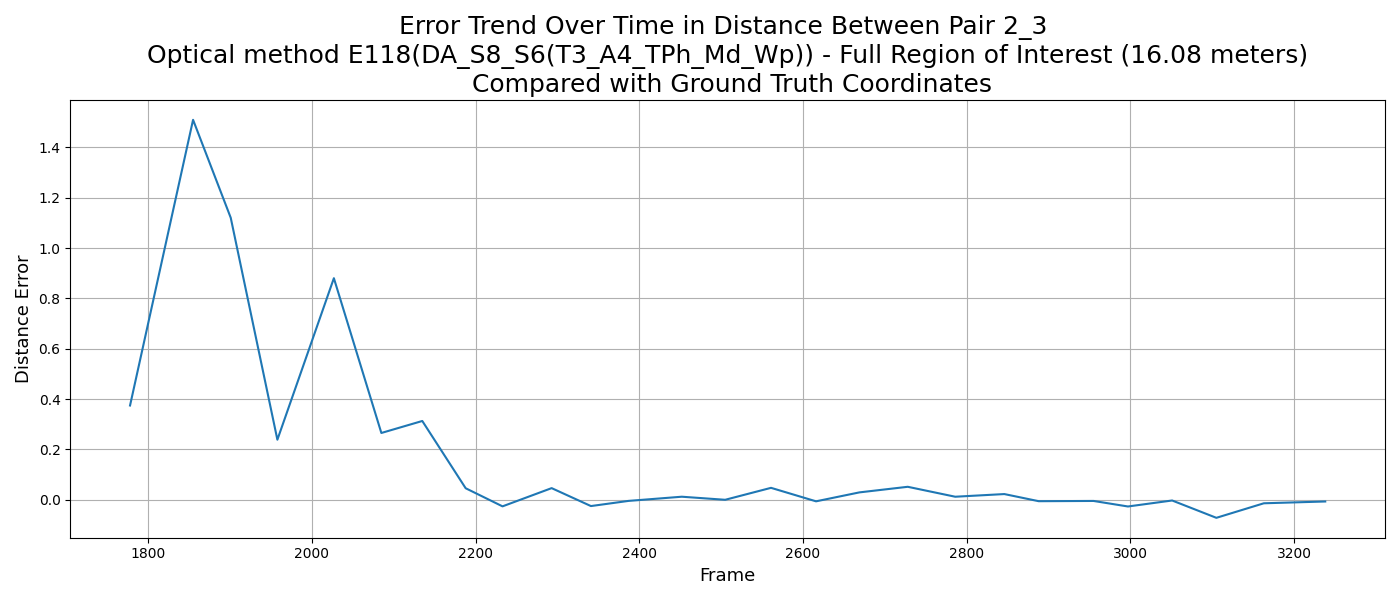 Error Trend Over Time in Distance Between Pair 2_3
Optical method E118(DA_S8_S6(T3_A4_TPh_Md_Wp)) - Full Region of Interest (16.08 meters)
Compared with Ground Truth Coordinates
Distance Error
1.4
1.2
1.0
0.8
0.6
0.4
0.2
0.0
1800 2000 2200 2400 2600 2800 3000 3200
Frame